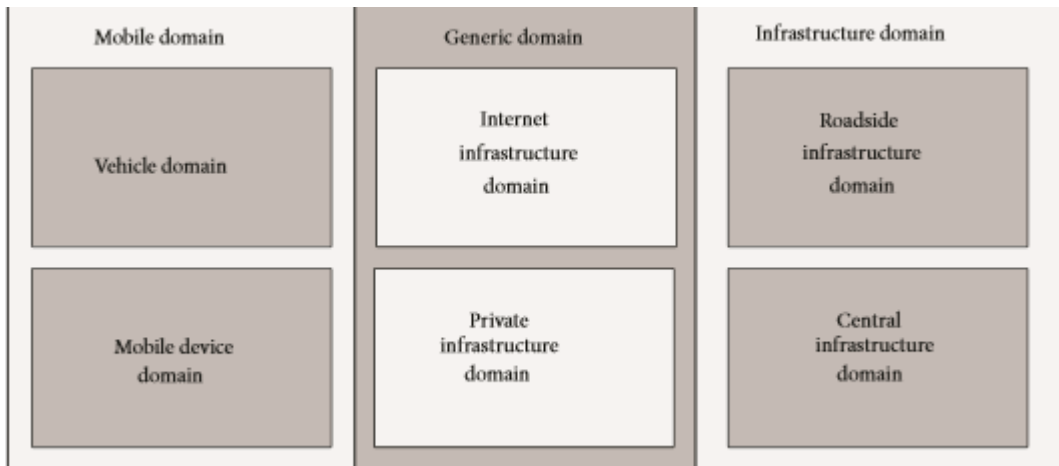 Mobile domain
Generic domain
Infrastructure domain
Vehicle domain
Internet
infrastructure
domain
Roadside
infrastructure
domain
Mobile device
domain
Private
infrastructure
domain
Central
infrastructure
domain